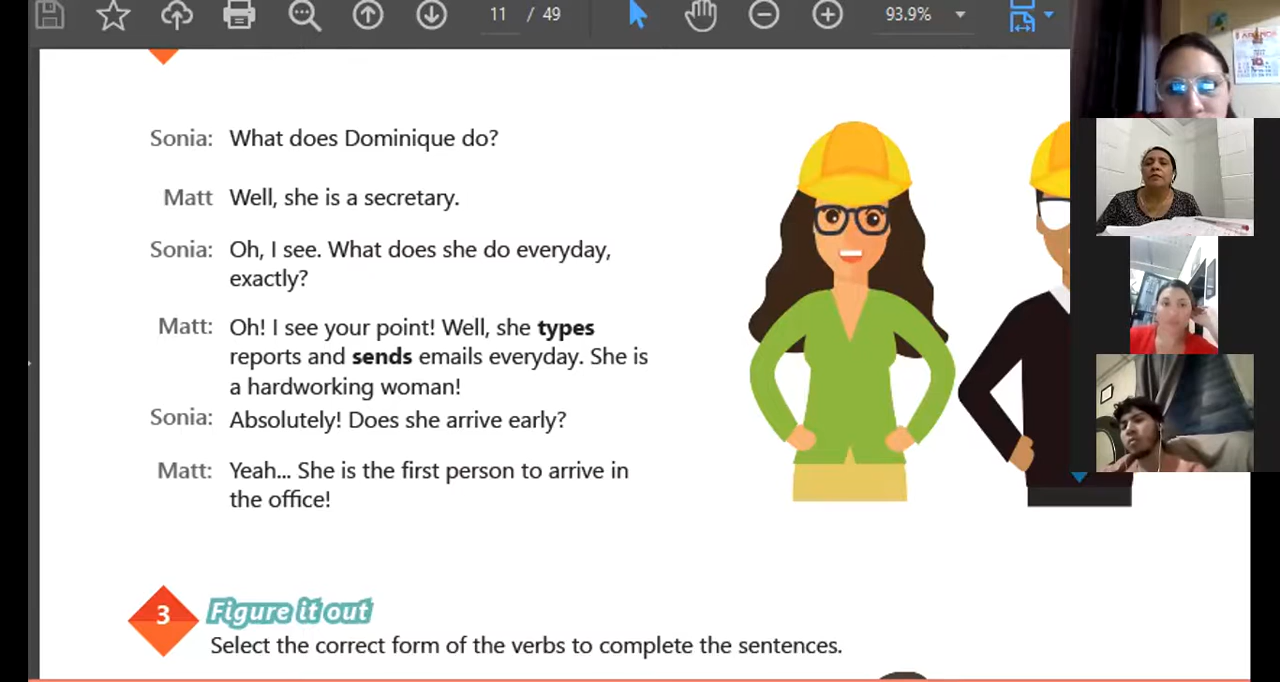 11 / 49
93.9%
Sonia: What does Dominique do?
Matt Well, she is a secretary.
Sonia: Oh, I see. What does she do everyday,
exactly?
Matt: Oh! I see your point! Well, she types
reports and sends emails everyday. She is
a hardworking woman!
Sonia: Absolutely! Does she arrive early?
Matt: Yeah... She is the first person to arrive in
the office!
3 Figure it out
Select the correct form of the verbs to complete the sentences.